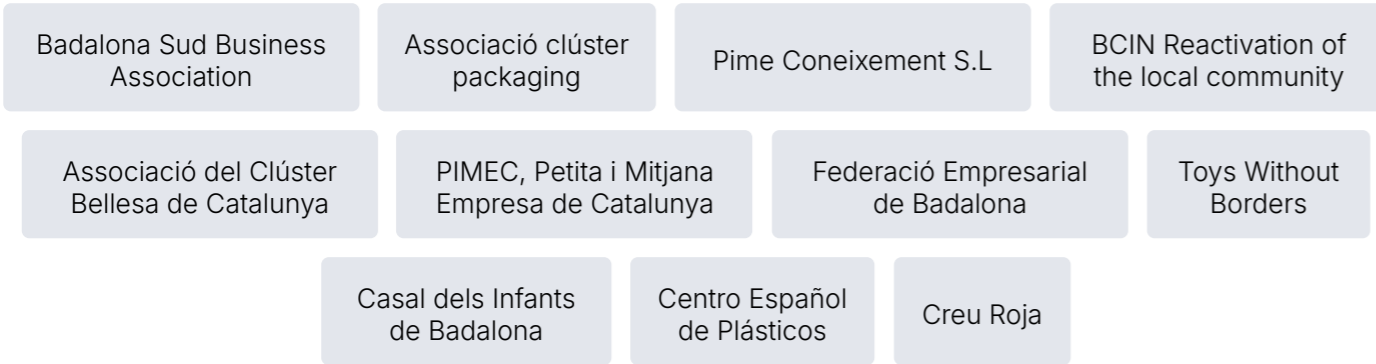 Badalona Sud Business
Association
Associació clúster
packaging
Pime Coneixement S.L
BCIN Reactivation of
the local community
Associació del Clúster
Bellesa de Catalunya
PIMEC, Petita i Mitjana
Empresa de Catalunya
Federació Empresarial
de Badalona
Toys Without
Borders
Casal dels Infants
de Badalona
Centro Español
de Plásticos
Creu Roja